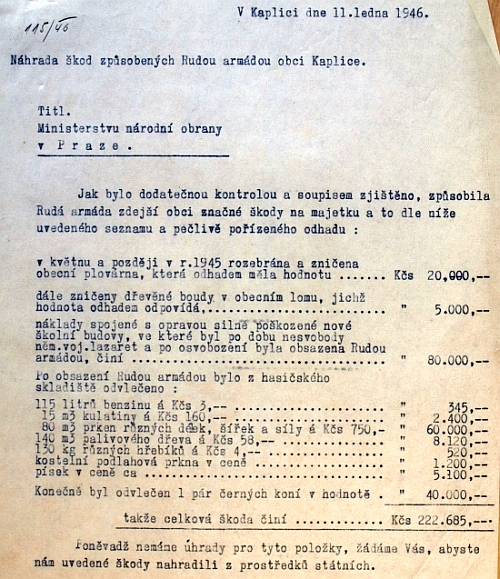 115/46
V Kaplici dne 11.ledna 1946.
Náhrada škod způsobených Rudou armádou obci Kaplice.
Titl.
Ministerstvu národní obrany
v Praze.
Jak bylo dodatečnou kontrolou a soupisem zjištěno, způsobila
Rudá armáda zdejší obci značné škody na majetku a to dle níže
uvedeného seznamu a pečlivě pořízeného odhadu :
v květnu a později v r.1945 rozebrána a zničena
obecní plovárna, která odhadem měla hodnotu ....... Kčs 20,000,--
dále zničeny dřevěné boudy v obecním lomu, jichž
hodnota odhadem odpovídá,....................... " 5.000,--
náklady spojené s opravou silně poškozené nové
školní budovy, ve které byl po dobu nesvobody
něm.voj.lazaret a po osvobození byla obsazena Rudou
armádou, činí .................................. " 80.000,--
Po obsazení Rudou armádou bylo z hasičského
skladiště odvlečeno :
115 litrů benzinu á Kčs 3,--- ................... " 345,--
15 m3 kulatiny á Kčs 160,--- ................... " 2.400,--
80 m3 prken různých délek, šířek a síly á Kčs 750,- " 60.000,--
140 m3 palivového dřeva á Kčs 58,- .............. " 8.120,--
130 kg různých hřebíků á Kčs 4,-- ............... " 520,--
kostelní podlahová prkna v ceně ................. " 1.200,--
písek v ceně ca ................................. " 5.100,--
Konečně byl odvlečen 1 pár černých koní v hodnotě . " 40.000,--
takže celková škoda činí ........... Kčs 222.685,---
Poněvadž nemáme úhrady pro tyto položky, žádáme Vás, abyste
nám uvedené škody nahradili z prostředků státních.